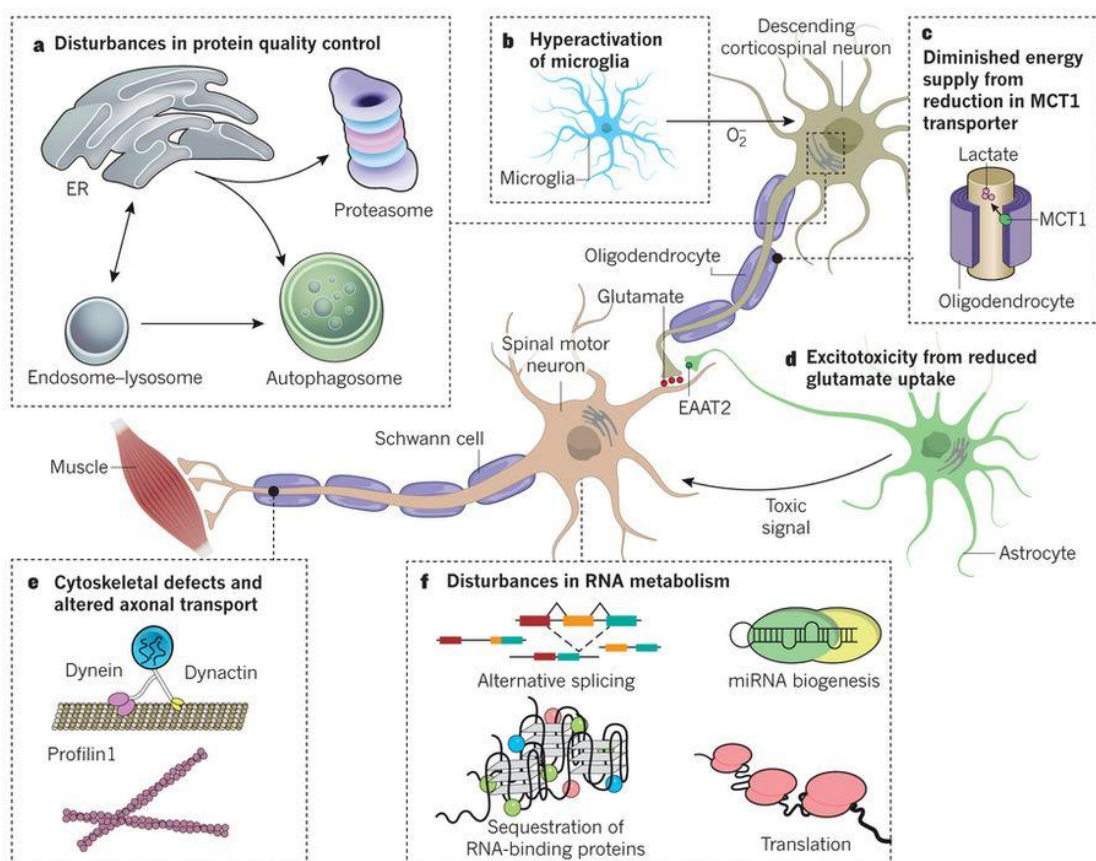 a Disturbances in protein quality control
ER
Proteasome
Endosome–lysosome
Autophagosome
b Hyperactivation
of microglia
Microglia
O₂⁻
Descending
corticospinal neuron
c
Diminished energy
supply from
reduction in MCT1
transporter
Lactate
MCT1
Oligodendrocyte
Oligodendrocyte
Glutamate
Spinal motor
neuron
EAAT2
d Excitotoxicity from reduced
glutamate uptake
Schwann cell
Muscle
Toxic
signal
Astrocyte
e Cytoskeletal defects and
altered axonal transport
Dynein
Dynactin
Profilin1
f Disturbances in RNA metabolism
Alternative splicing
miRNA biogenesis
Sequestration of
RNA-binding proteins
Translation